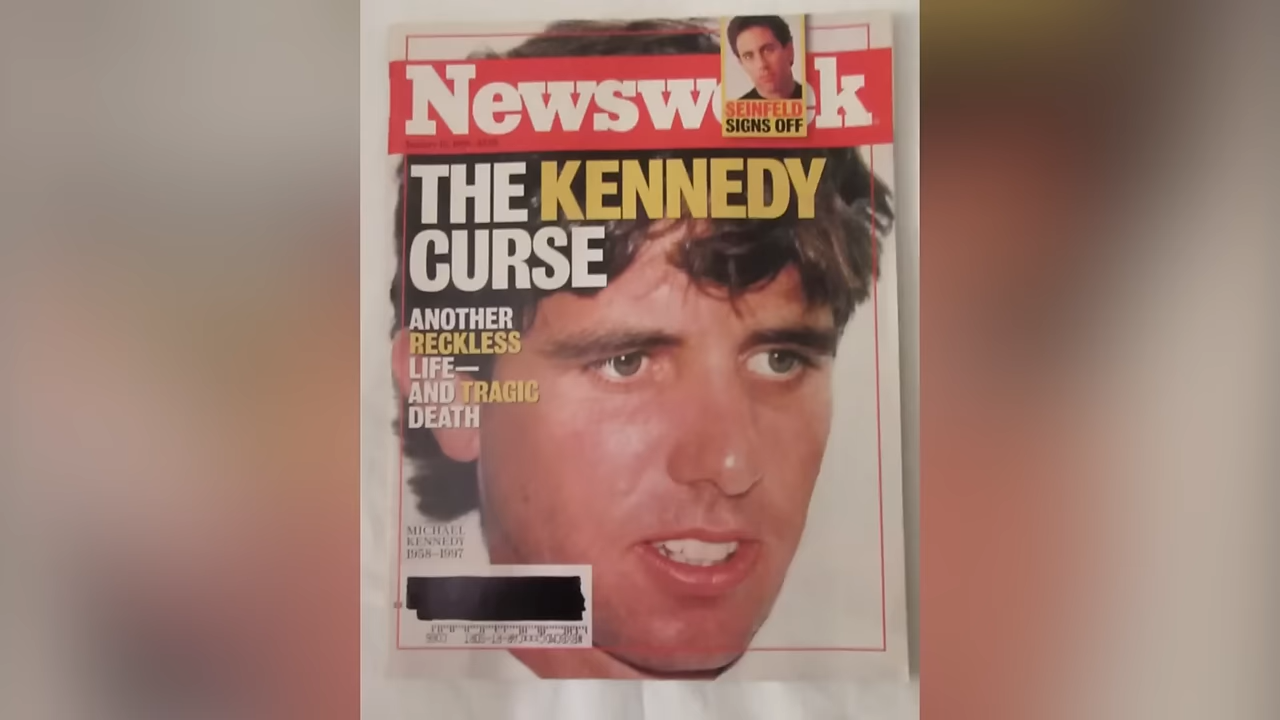 Newsweek
SEINFELD
SIGNS OFF
THE KENNEDY
CURSE
ANOTHER
RECKLESS
LIFE—
AND TRAGIC
DEATH
MICHAEL
KENNEDY
1958–1997